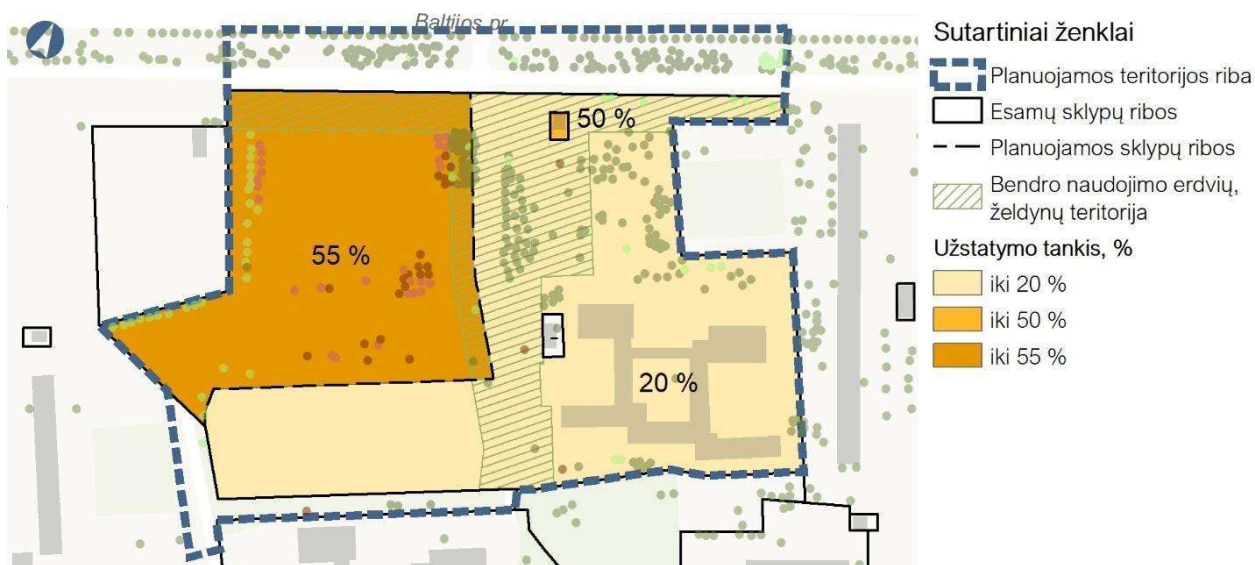 Baltijos pr.
50 %
55 %
20 %
-
Sutartiniai ženklai
Planuojamos teritorijos riba
Esamų sklypų ribos
Planuojamos sklypų ribos
Bendro naudojimo erdvių,
želdynų teritorija
Užstatymo tankis, %
iki 20 %
iki 50 %
iki 55 %